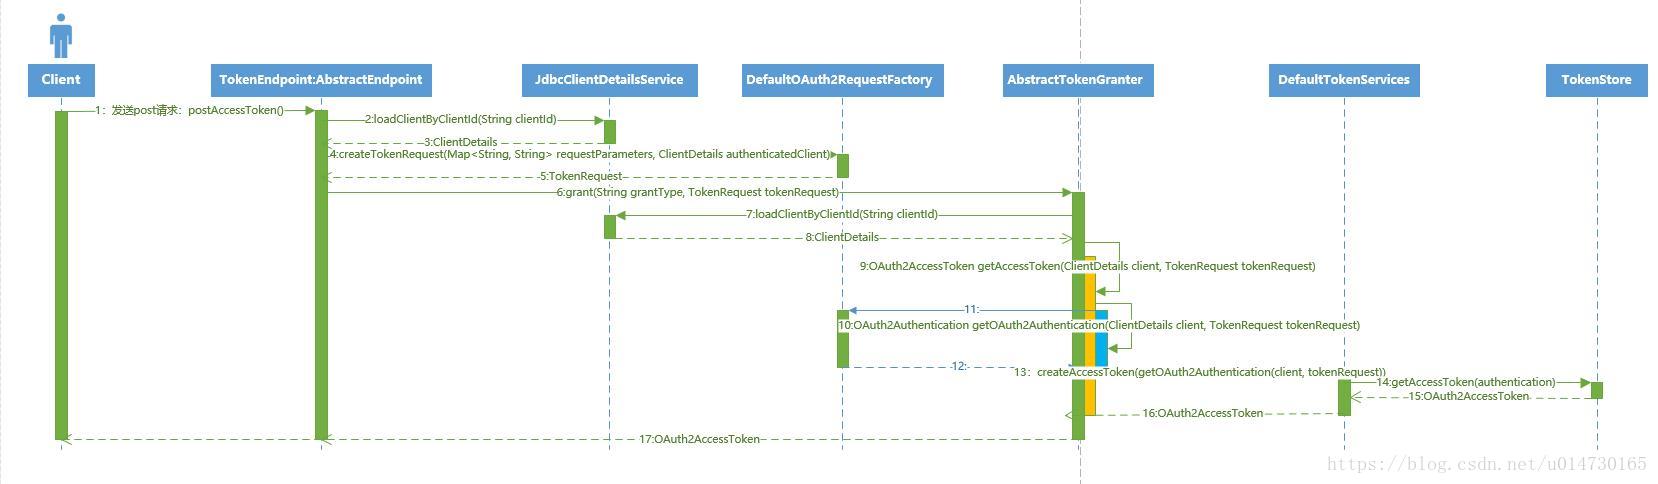 Client
TokenEndpoint:AbstractEndpoint
JdbcClientDetailsService
DefaultOAuth2RequestFactory
AbstractTokenGranter
DefaultTokenServices
TokenStore
1：发送post请求：postAccessToken()
2:loadClientByClientId(String clientId)
3:ClientDetails
4:createTokenRequest(Map<String, String> requestParameters, ClientDetails authenticatedClient)
5:TokenRequest
6:grant(String grantType, TokenRequest tokenRequest)
7:loadClientByClientId(String clientId)
8:ClientDetails
9:OAuth2AccessToken getAccessToken(ClientDetails client, TokenRequest tokenRequest)
11:
10:OAuth2Authentication getOAuth2Authentication(ClientDetails client, TokenRequest tokenRequest)
12:
13：createAccessToken(getOAuth2Authentication(client, tokenRequest))
14:getAccessToken(authentication)
15:OAuth2AccessToken
16:OAuth2AccessToken
17:OAuth2AccessToken
https://blog.csdn.net/u014730165